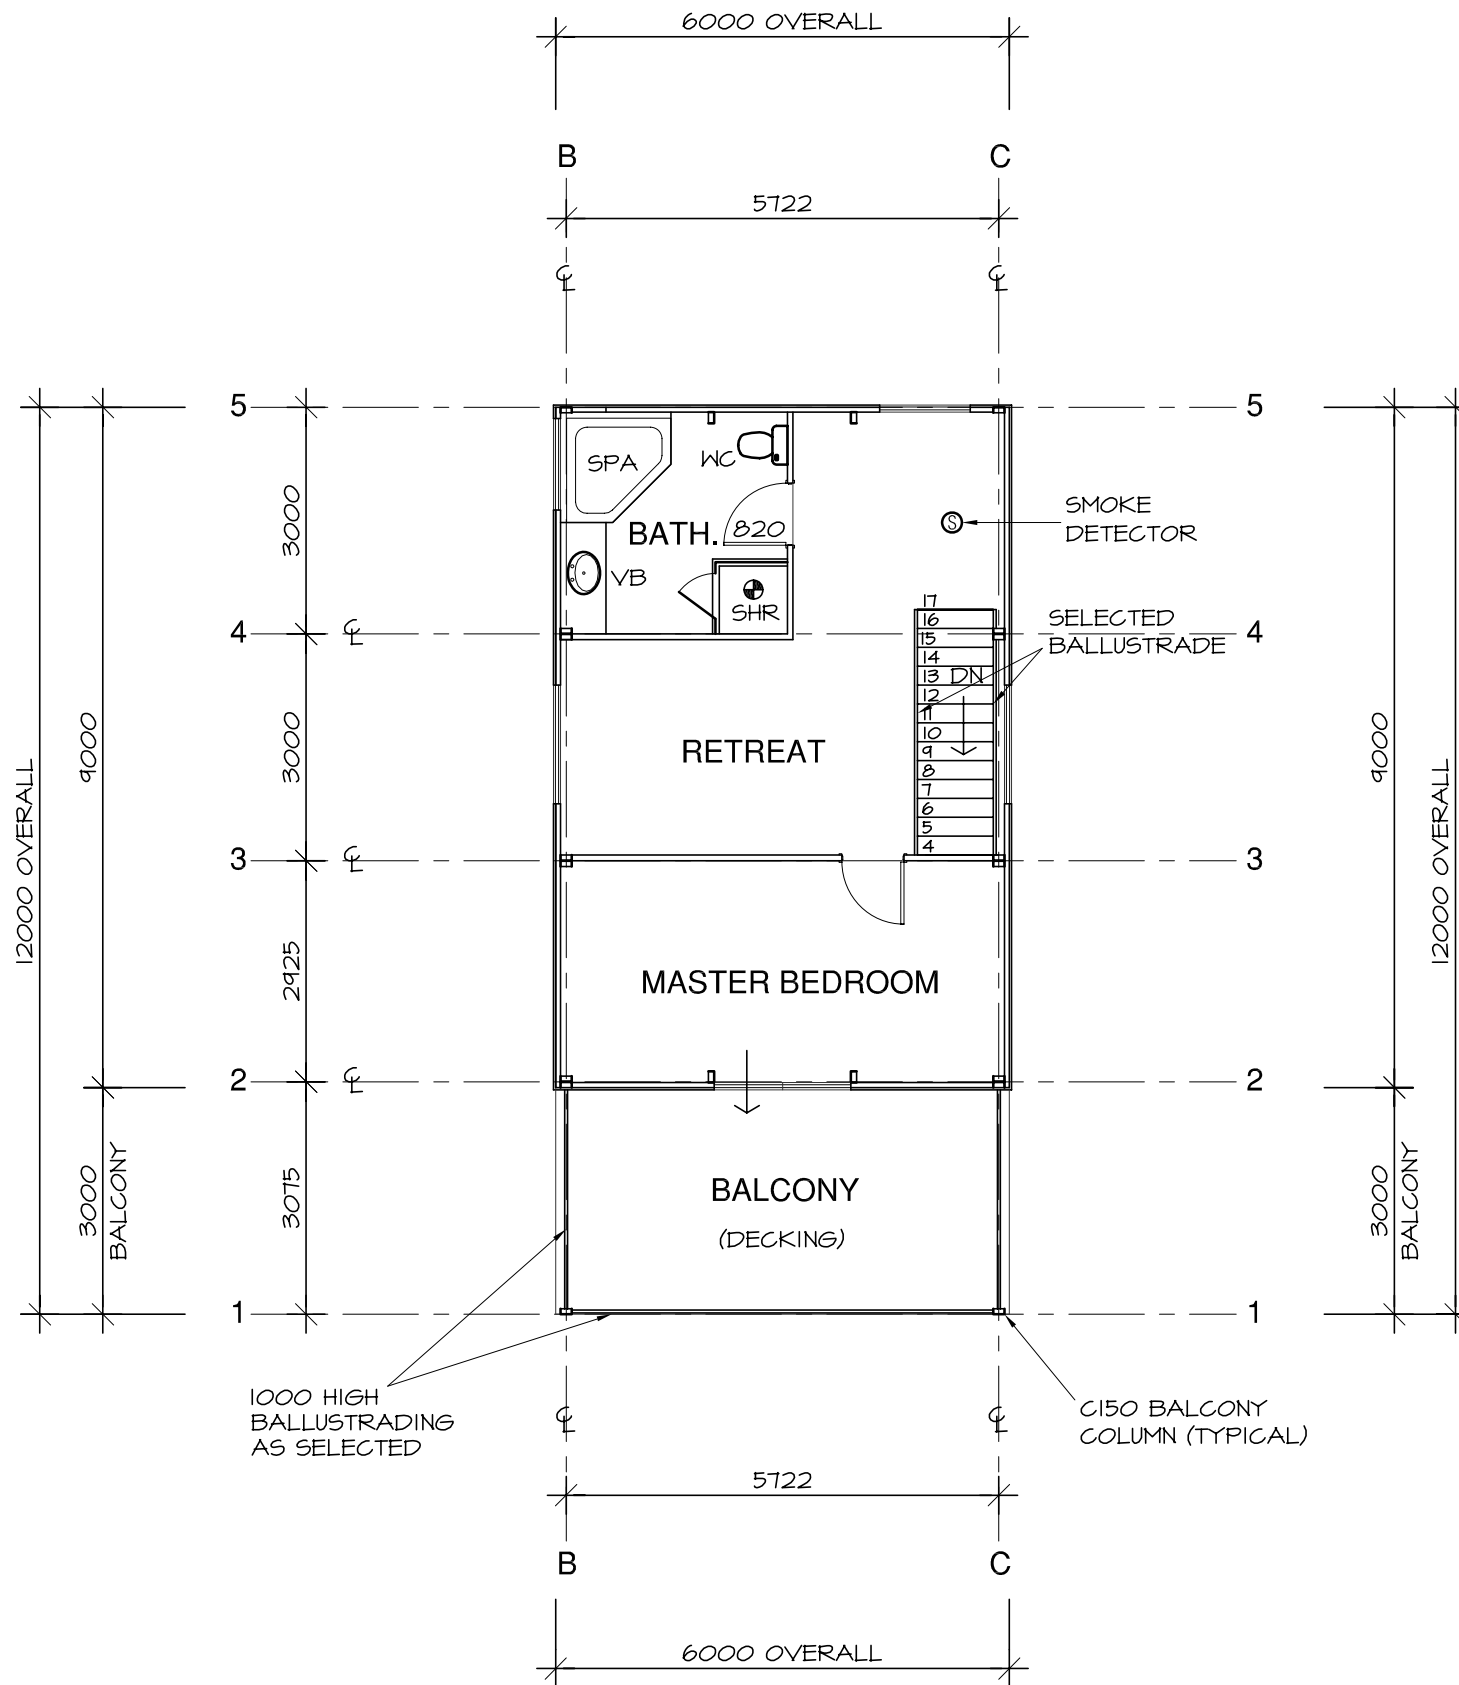 6000 OVERALL
B
C
5722
℄
℄
5
5
SPA
WC
3000
SMOKE
DETECTOR
S
BATH.
820
VB
SHR
17
16
15
14
13
12
11
10
9
8
7
6
5
4
DN
SELECTED
BALLUSTRADE
4
℄
4
9000
3000
RETREAT
9000
12000 OVERALL
12000 OVERALL
3
℄
3
2925
MASTER BEDROOM
2
℄
2
3000
BALCONY
3075
BALCONY
(DECKING)
3000
BALCONY
1
1
1000 HIGH
BALLUSTRADING
AS SELECTED
℄
℄
C150 BALCONY
COLUMN (TYPICAL)
5722
B
C
6000 OVERALL